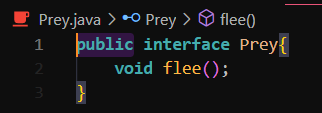 Prey.java > Prey > flee()
1 public interface Prey{
2 void flee();
3 }